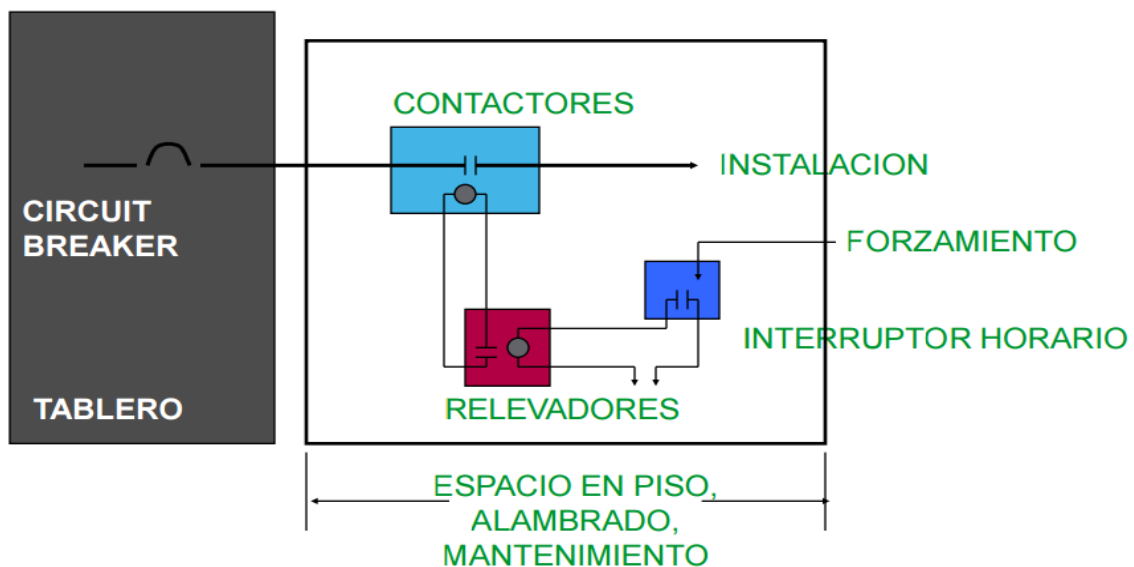 CONTACTORES
INSTALACION
CIRCUIT
BREAKER
FORZAMIENTO
INTERRUPTOR HORARIO
TABLERO
RELEVADORES
ESPACIO EN PISO,
ALAMBRADO,
MANTENIMIENTO